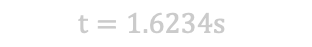 t = 1.6234s